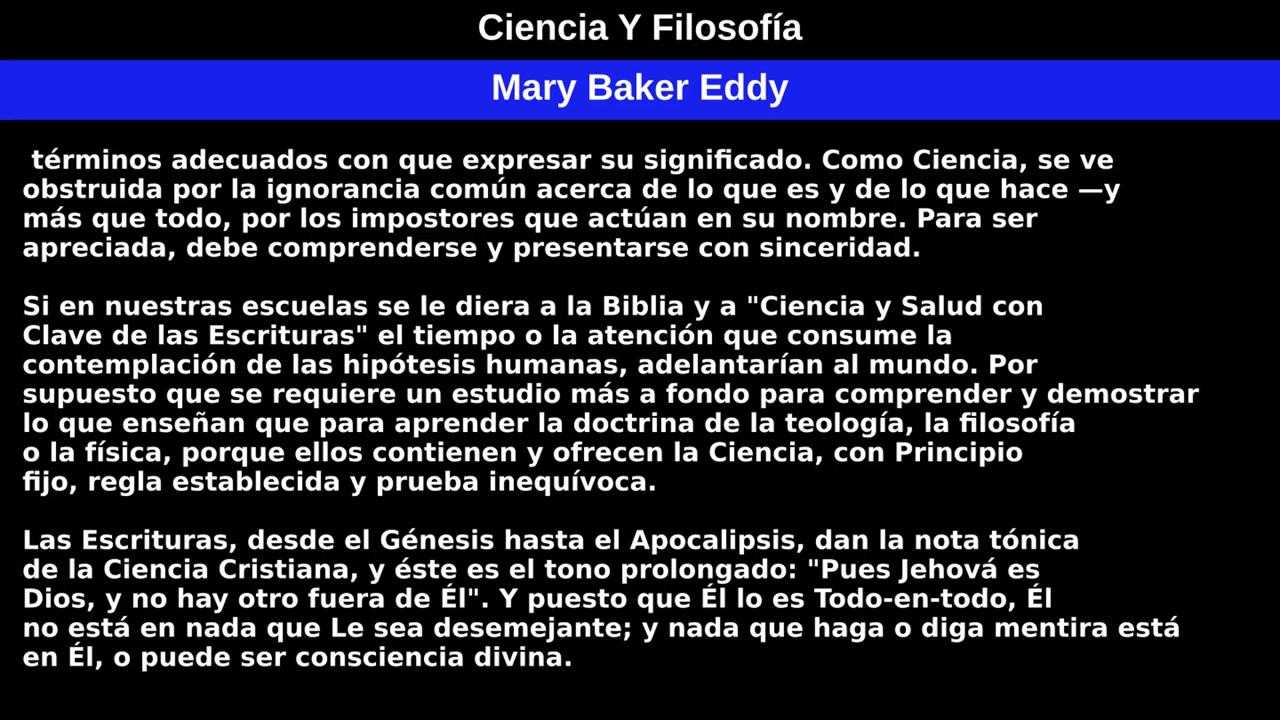 Ciencia Y Filosofía
Mary Baker Eddy
términos adecuados con que expresar su significado. Como Ciencia, se ve
obstruida por la ignorancia común acerca de lo que es y de lo que hace —y
más que todo, por los impostores que actúan en su nombre. Para ser
apreciada, debe comprenderse y presentarse con sinceridad.
Si en nuestras escuelas se le diera a la Biblia y a "Ciencia y Salud con
Clave de las Escrituras" el tiempo o la atención que consume la
contemplación de las hipótesis humanas, adelantarían al mundo. Por
supuesto que se requiere un estudio más a fondo para comprender y demostrar
lo que enseñan que para aprender la doctrina de la teología, la filosofía
o la física, porque ellos contienen y ofrecen la Ciencia, con Principio
fijo, regla establecida y prueba inequívoca.
Las Escrituras, desde el Génesis hasta el Apocalipsis, dan la nota tónica
de la Ciencia Cristiana, y éste es el tono prolongado: "Pues Jehová es
Dios, y no hay otro fuera de Él". Y puesto que Él lo es Todo-en-todo, Él
no está en nada que Le sea desemejante; y nada que haga o diga mentira está
en Él, o puede ser consciencia divina.